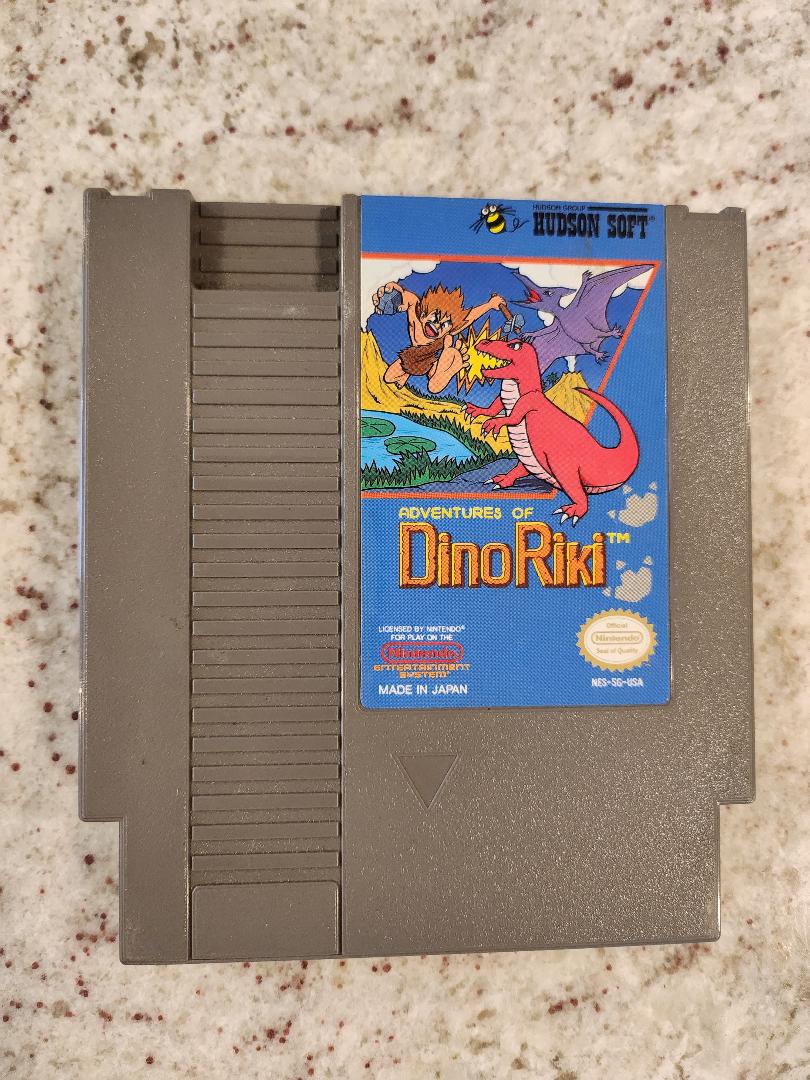 HUDSON GROUP
HUDSON SOFT®
ADVENTURES OF
DinoRiki™
LICENSED BY NINTENDO®
FOR PLAY ON THE
Nintendo
ENTERTAINMENT
SYSTEM®
MADE IN JAPAN
Official
Nintendo
Seal of Quality
NES-SG-USA